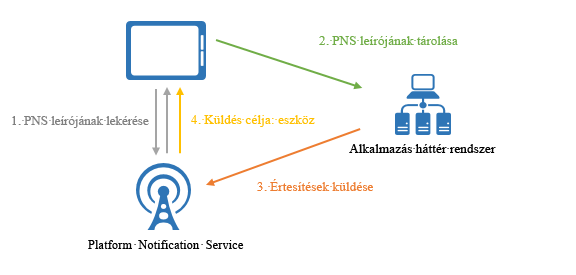 2. PNS leírójának tárolása
1. PNS leírójának lekérése
4. Küldés célja: eszköz
Alkalmazás háttér rendszer
3. Értesítések küldése
Platform Notification Service